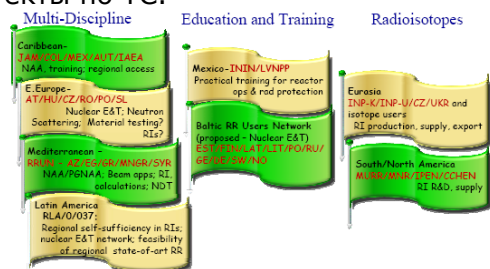 екты по ТС.
Multi-Discipline
Education and Training
Radioisotopes
Caribbean-
JAM/COL/MEX/AUT/IAEA
NAA, training; regional access
E.Europe-
AT/HU/CZ/RO/PO/SL
Nuclear E&T; Neutron
Scattering; Material testing?
RIs?
Mediterranean -
RRUN - AZ/EG/GR/MNGR/SYR
NAA/PGNAA; Beam apps; RI,
calculations; NDT
Latin America
RLA/0/037:
Regional self-sufficiency in RIs;
nuclear E&T network; feasibility
of regional state-of-art RR
Mexico-ININ/LVNPP
Practical training for reactor
ops & rad protection
Baltic RR Users Network
(proposed - Nuclear E&T)
EST/FIN/LAT/LIT/PO/RU/
GE/DE/SW/NO
Eurasia
INP-K/INP-U/CZ/UKR and
isotope users
RI production, supply, export
South/North America
MURR/MNR/IPEN/CCHEN
RI R&D, supply